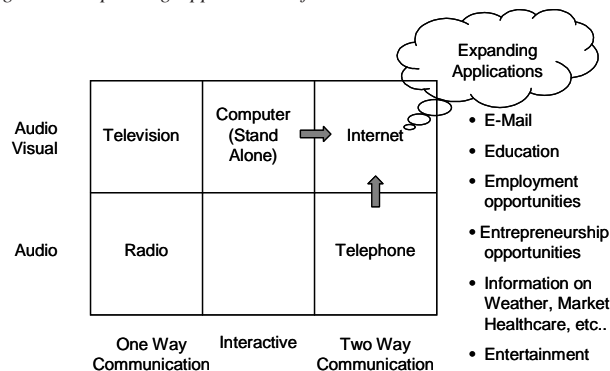 Expanding
Applications
Audio
Visual
Television
Computer
(Stand
Alone)
Internet
• E-Mail
• Education
• Employment
opportunities
• Entrepreneurship
opportunities
• Information on
Weather, Market
Healthcare, etc..
• Entertainment
Audio
Radio
Telephone
One Way
Communication
Interactive
Two Way
Communication